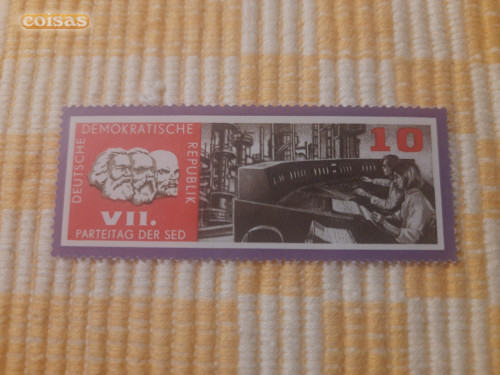 coisas
DEUTSCHE
DEMOKRATISCHE
REPUBLIK
VII.
PARTEITAG DER SED
10